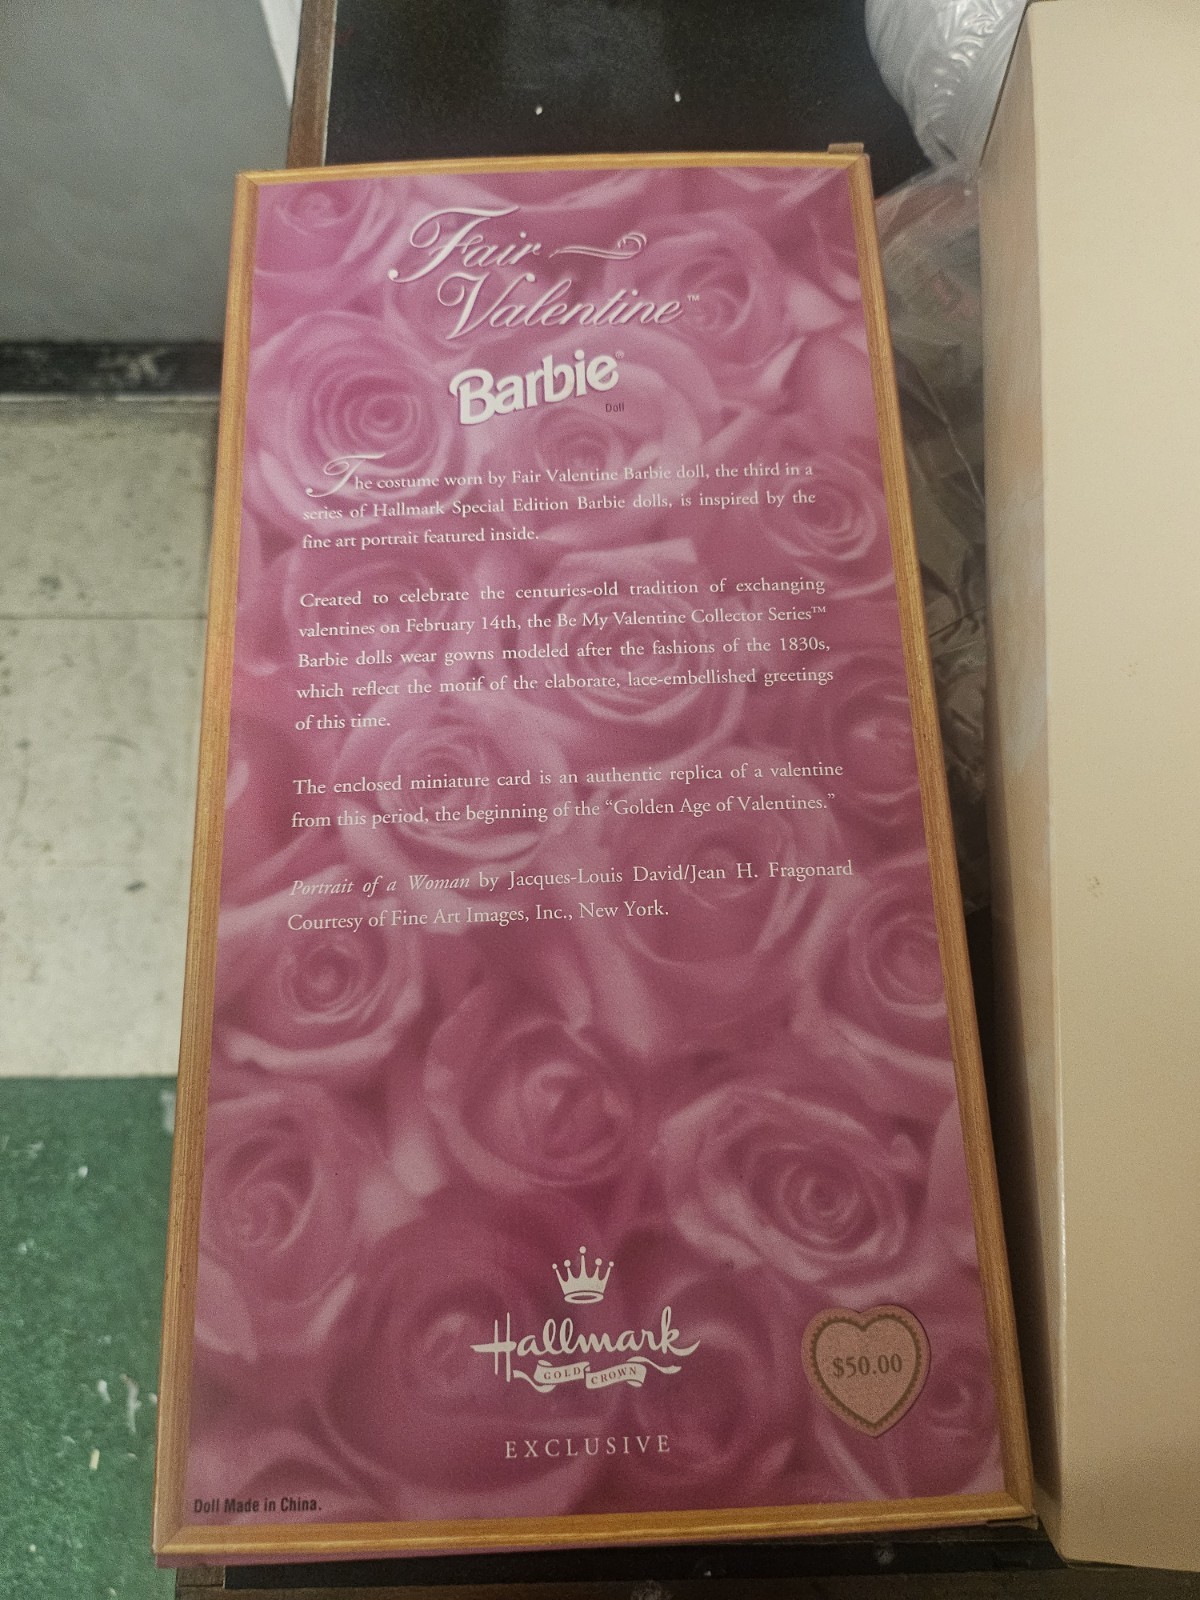 Fair
Valentine™
Barbie®
Doll
The costume worn by Fair Valentine Barbie doll, the third in a
series of Hallmark Special Edition Barbie dolls, is inspired by the
fine art portrait featured inside.
Created to celebrate the centuries-old tradition of exchanging
valentines on February 14th, the Be My Valentine Collector Series™
Barbie dolls wear gowns modeled after the fashions of the 1830s,
which reflect the motif of the elaborate, lace-embellished greetings
of this time.
The enclosed miniature card is an authentic replica of a valentine
from this period, the beginning of the “Golden Age of Valentines.”
Portrait of a Woman by Jacques-Louis David/Jean H. Fragonard
Courtesy of Fine Art Images, Inc., New York.
Hallmark
GOLD CROWN
$50.00
EXCLUSIVE
Doll Made in China.